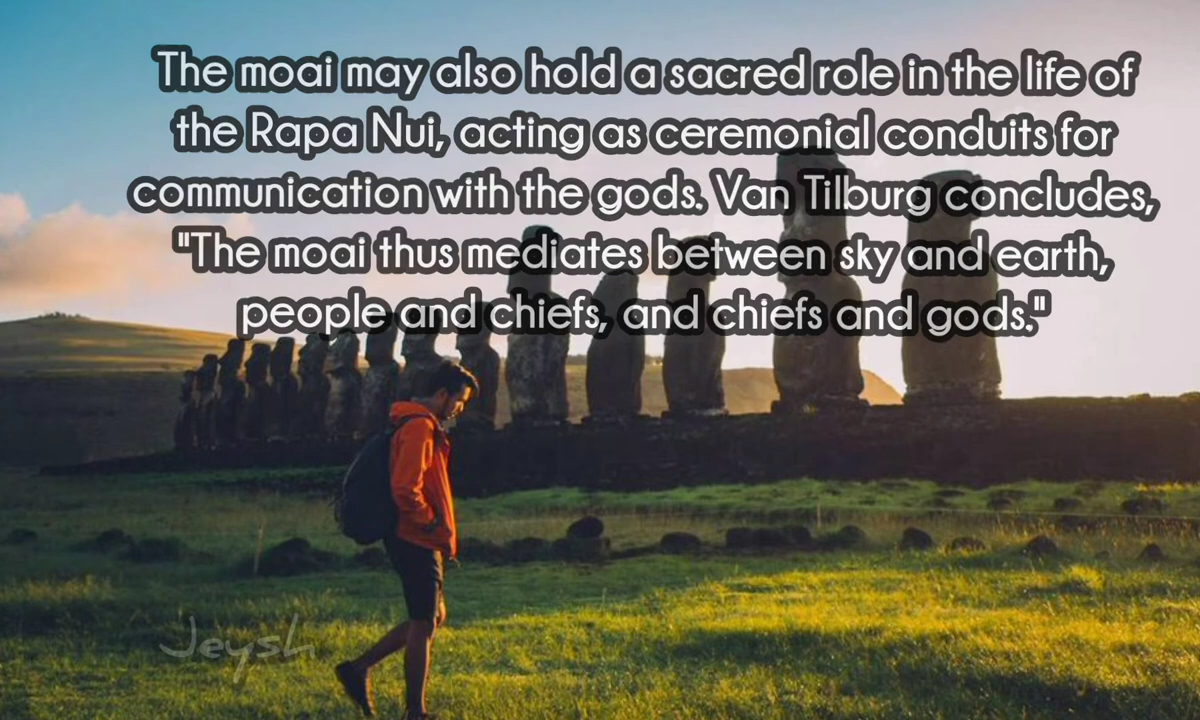 The moai may also hold a sacred role in the life of
the Rapa Nui, acting as ceremonial conduits for
communication with the gods. Van Tilburg concludes,
"The moai thus mediates between sky and earth,
people and chiefs, and chiefs and gods."
Jeysh